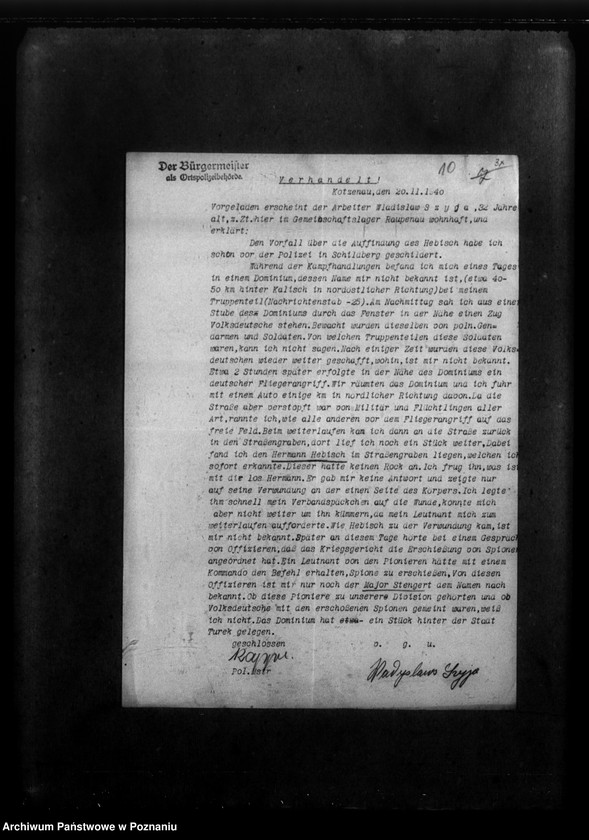 Der Bürgermeister
als Ortspolizeibehörde.
10
Verhandelt!
Kotzenau, den 20.11.1940
Vorgeladen erscheint der Arbeiter Wladislaw Szyga, 32 Jahre
alt, z.Zt. hier im Gemeinschaftslager Raupenau wohnhaft, und
erklärt:
Den Vorfall über die Auffindung des Hebisch habe ich
schon vor der Polizei in Schildberg geschildert.
Während der Kampfhandlungen befand ich mich eines Tages
in einem Dominium, dessen Name mir nicht bekannt ist, (etwa 40-
50 km hinter Kalisch in nordöstlicher Richtung) bei meinem
Truppenteil (Nachrichtenstab -25). Am Nachmittag sah ich aus einer
Stube des Dominiums durch das Fenster in der Nähe einen Zug
Volksdeutsche stehen. Bewacht wurden dieselben von poln. Gen-
darmen und Soldaten. Von welchen Truppenteilen diese Soldaten
waren, kann ich nicht sagen. Nach einiger Zeit wurden diese Volks-
deutschen wieder weiter geschafft, wohin, ist mir nicht bekannt.
Etwa 2 Stunden später erfolgte in der Nähe des Dominiums ein
deutscher Fliegerangriff. Wir räumten das Dominium und ich fuhr
mit einem Auto einige km in nordlicher Richtung davon. Da die
Straße aber verstopft war von Militär und Flüchtlingen aller
Art, rannte ich, wie alle anderen vor dem Fliegerangriff auf das
freie Feld. Beim weiterlaufen kam ich dann an die Straße zurück
in den Straßengraben, dort lief ich noch ein Stück weiter. Dabei
fand ich den Hermann Hebisch im Straßengraben liegen, welchen ich
sofort erkannte. Dieser hatte keinen Rock an. Ich frug ihn, was ist
mit dir los Hermann. Er gab mir keine Antwort und zeigte nur
auf seine Verwundung an der einen Seite des Körpers. Ich legte
ihm schnell mein Verbandspäckchen auf die Wunde, konnte mich
aber nicht weiter um ihn kümmern, da mein Leutnant mich zum
weiterlaufen aufforderte. Wie Hebisch zu der Verwundung kam, ist
mir nicht bekannt. Später an diesem Tage hörte bei einem Gespräch
von Offizieren, daß das Kriegsgericht die Erschießung von Spionen
angeordnet hat. Ein Leutnant von den Pionieren hätte mit einem
Kommando den Befehl erhalten, Spione zu erschießen. Von diesen
Offizieren ist mir nur noch der Major Stengert dem Namen nach
bekannt. Ob diese Pioniere zu unserere Division gehörten und ob
Volksdeutsche mit den erschoßenen Spionen gemeint waren, weiß
ich nicht. Das Dominium hat etwa- ein Stück hinter der Staat
Turek gelegen.
geschlossen o. g. u.
Pol.Mstr
Wladyslaw Szyga
Archiwum Państwowe w Poznaniu